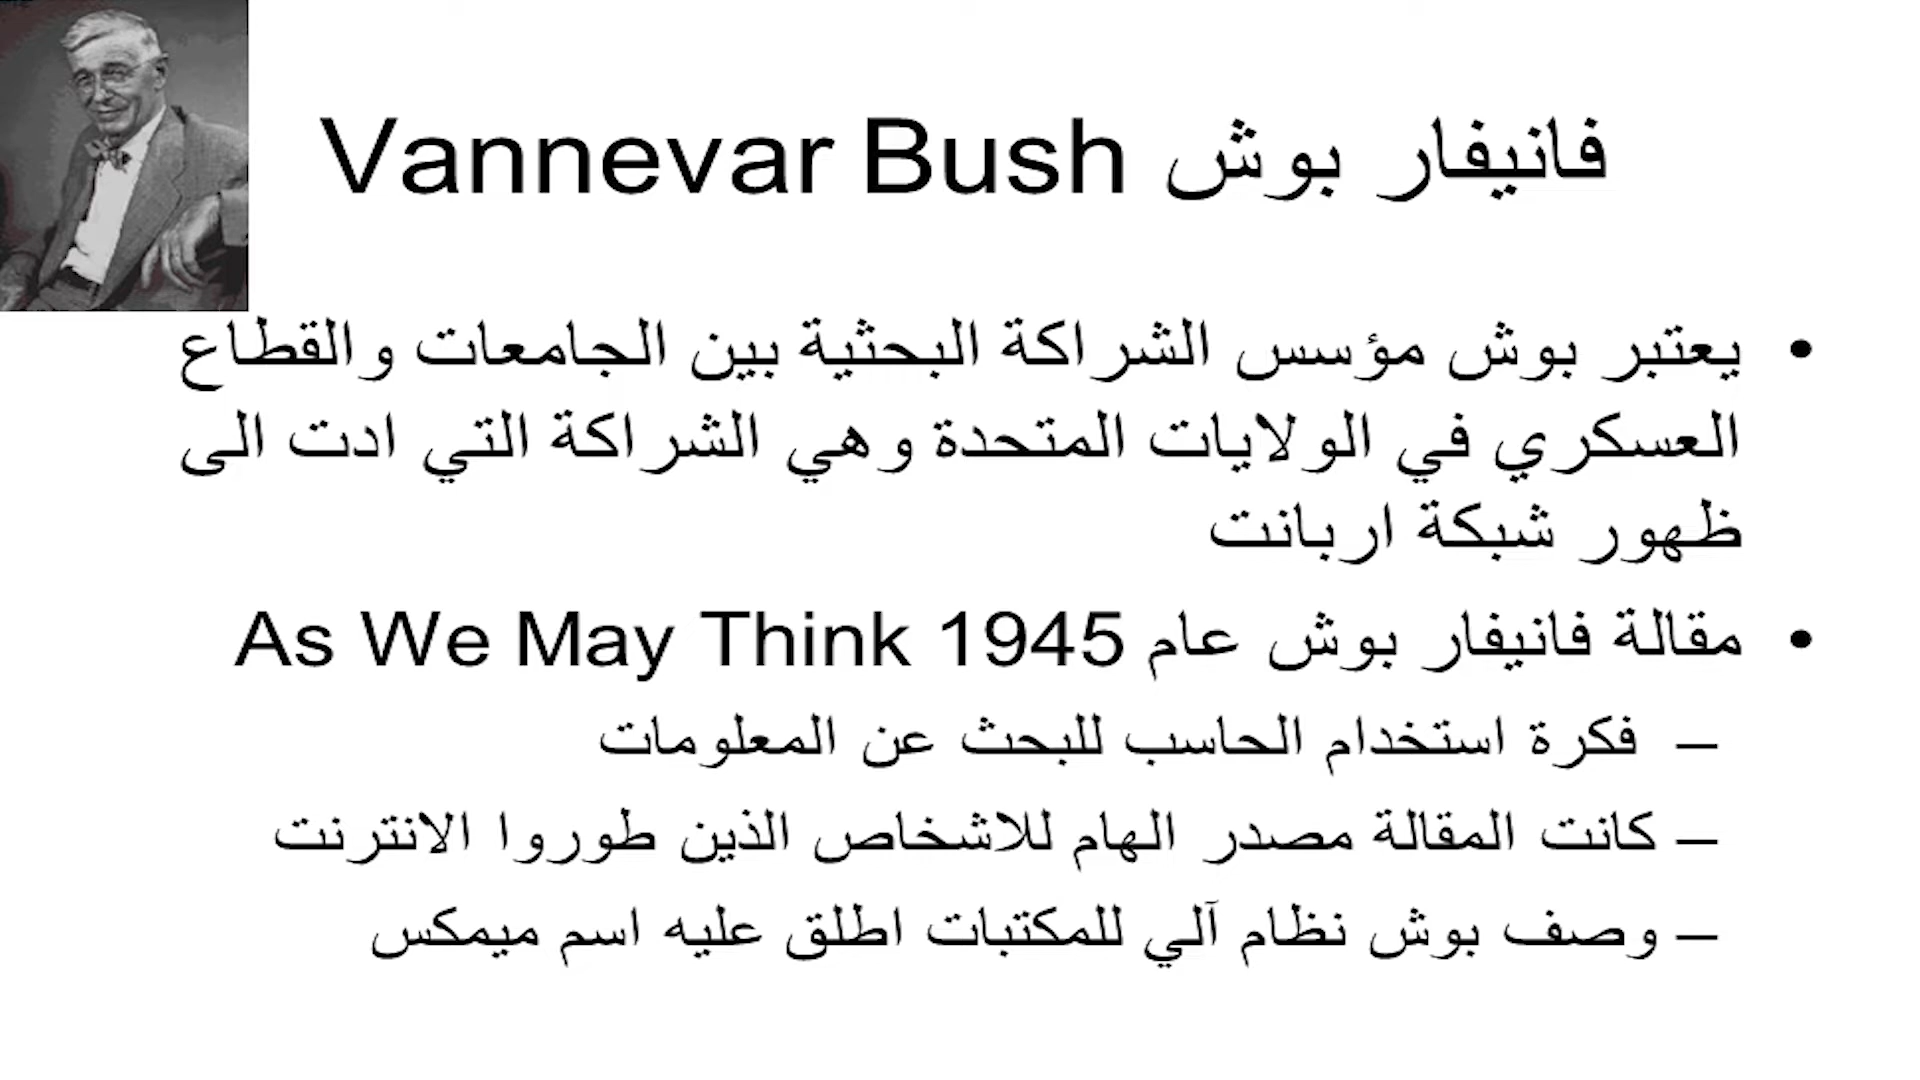 فانيفار بوش Vannevar Bush
• يعتبر بوش مؤسس الشراكة البحثية بين الجامعات والقطاع
العسكري في الولايات المتحدة وهي الشراكة التي ادت الى
ظهور شبكة اربانت
• مقالة فانيفار بوش عام 1945 As We May Think
– فكرة استخدام الحاسب للبحث عن المعلومات
– كانت المقالة مصدر الهام للاشخاص الذين طوروا الانترنت
– وصف بوش نظام آلي للمكتبات اطلق عليه اسم ميمكس